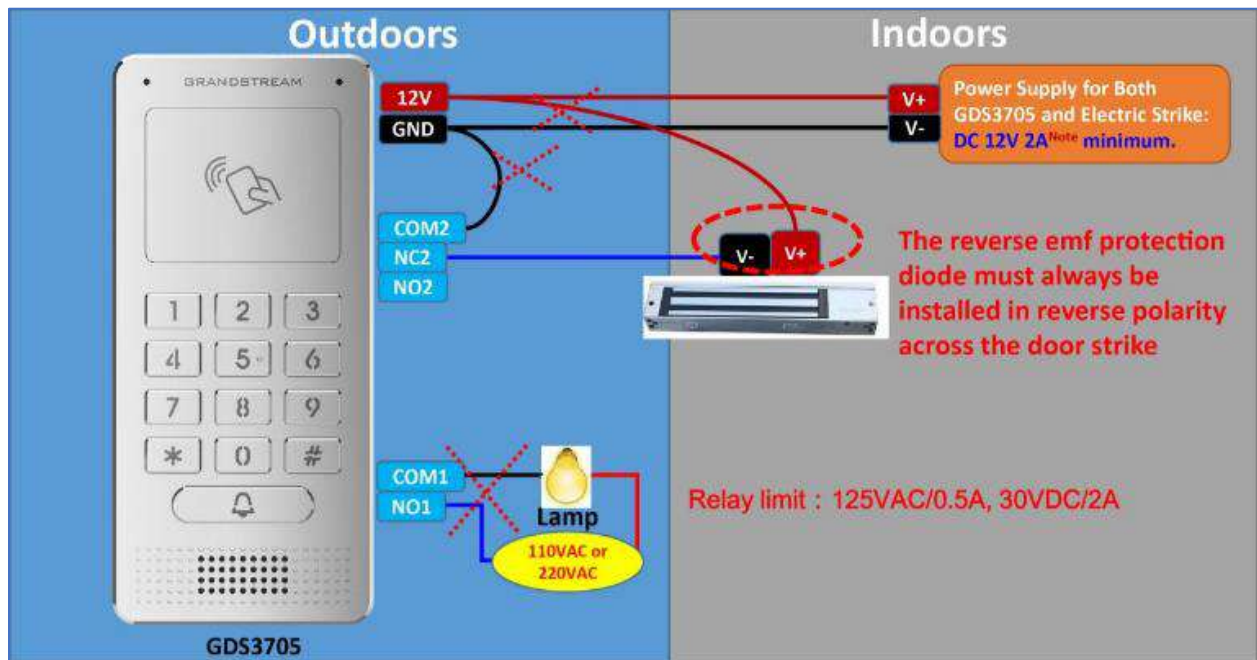 Outdoors
Indoors
GRANDSTREAM
12V
GND
V+
V-
Power Supply for Both
GDS3705 and Electric Strike:
DC 12V 2A Note minimum.
COM2
NC2
NO2
V-
V+
The reverse emf protection
diode must always be
installed in reverse polarity
across the door strike
1 2 3
4 5 6
7 8 9
* 0 #
COM1
NO1
Lamp
110VAC or
220VAC
Relay limit : 125VAC/0.5A, 30VDC/2A
GDS3705